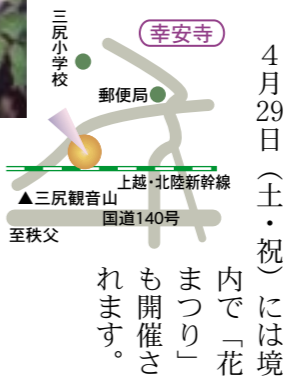 4月29日（土・祝）には境
内で「花
まつり」
も開催さ
れます。
幸安寺
三尻小学校
郵便局
上越・北陸新幹線
▲三尻観音山
国道140号
至秩父